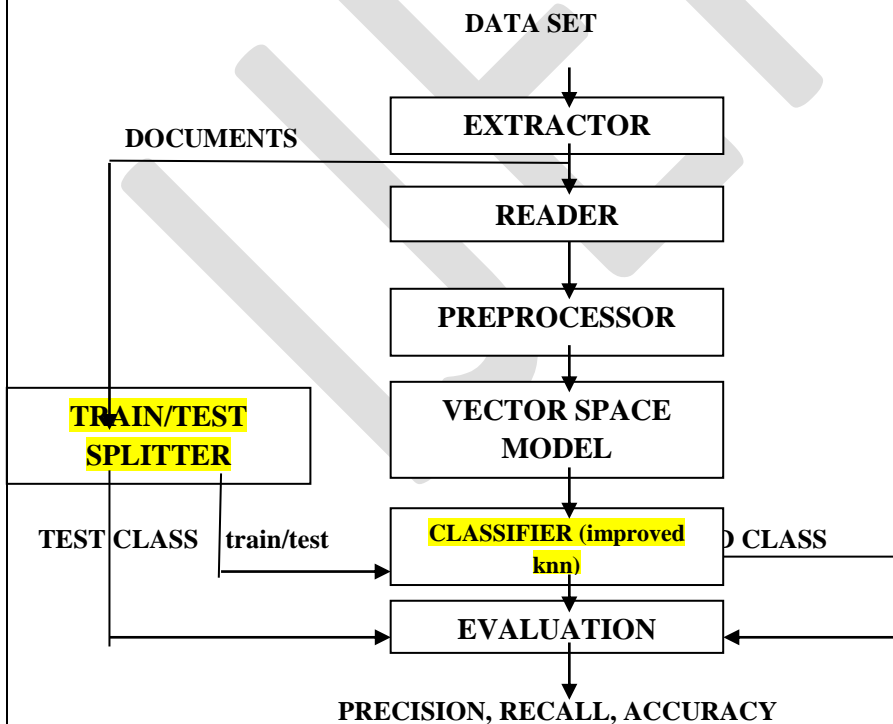 DATA SET
EXTRACTOR
DOCUMENTS
READER
PREPROCESSOR
TRAIN/TEST
SPLITTER
VECTOR SPACE
MODEL
TEST CLASS train/test
CLASSIFIER (improved
knn)
CLASS
EVALUATION
PRECISION, RECALL, ACCURACY